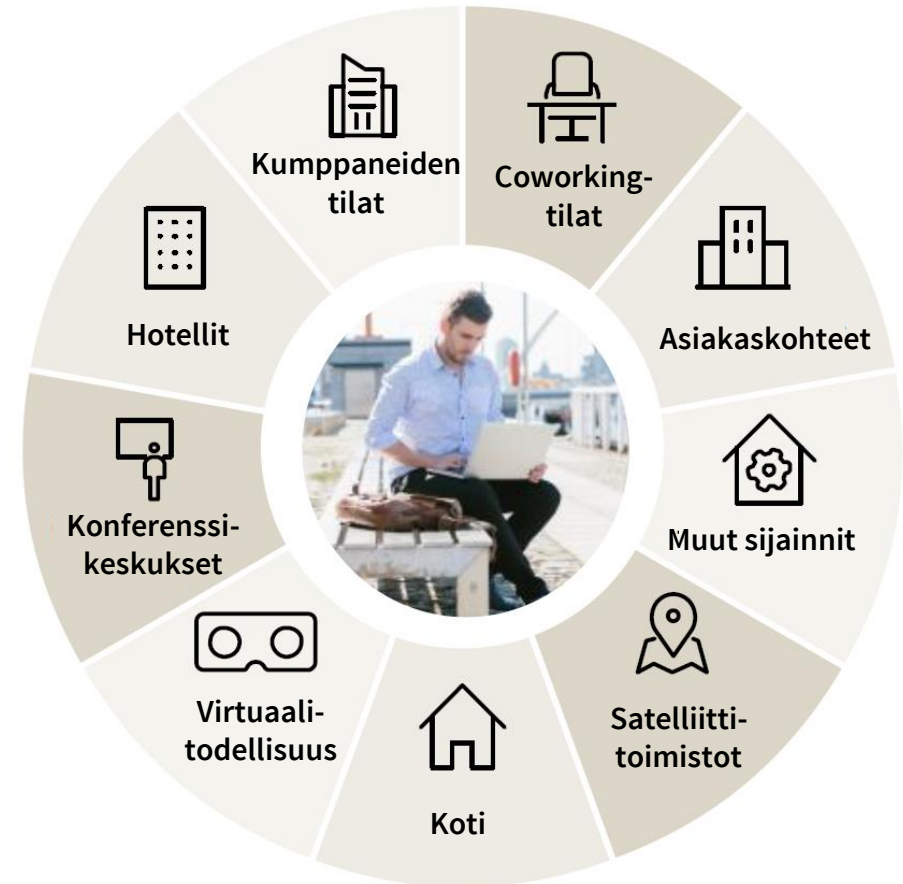 Kumppaneiden
tilat
Coworking-
tilat
Asiakaskohteet
Muut sijainnit
Satelliitti-
toimistot
Koti
Virtuaali-
todellisuus
Konferenssi-
keskukset
Hotellit